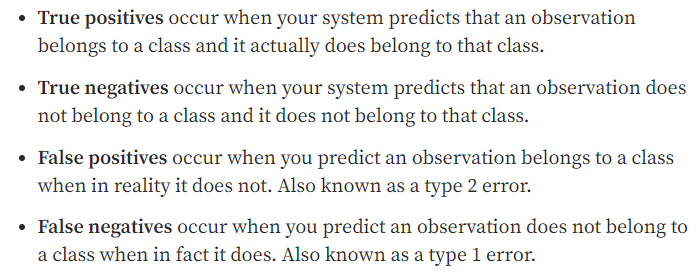 • True positives occur when your system predicts that an observation
belongs to a class and it actually does belong to that class.
• True negatives occur when your system predicts that an observation does
not belong to a class and it does not belong to that class.
• False positives occur when you predict an observation belongs to a class
when in reality it does not. Also known as a type 2 error.
• False negatives occur when you predict an observation does not belong to
a class when in fact it does. Also known as a type 1 error.